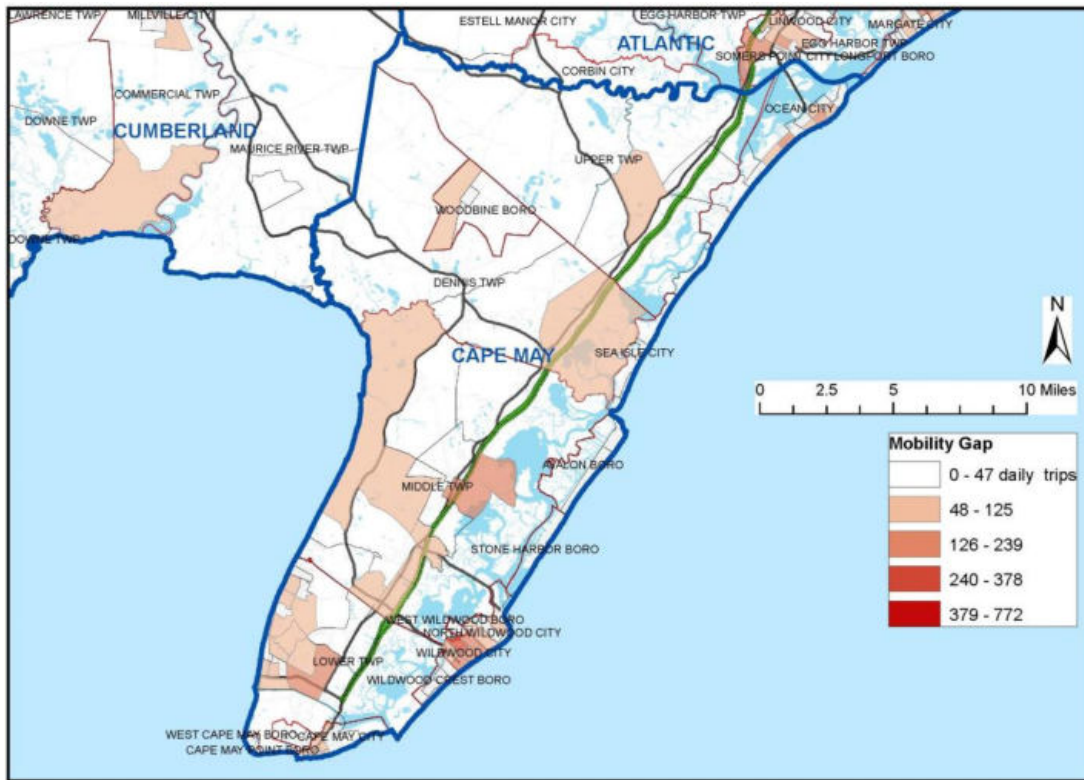 LAWRENCE TWP
MILLVILLE CITY
ESTELL MANOR CITY
EGG HARBOR TWP
LINWOOD CITY
MARGATE CITY
ATLANTIC
EGG HARBOR TWP
SOMERS POINT CITY
LONGPORT BORO
CORBIN CITY
COMMERCIAL TWP
OCEAN CITY
DOWNE TWP
CUMBERLAND
MAURICE RIVER TWP
UPPER TWP
WOODBINE BORO
DOWNE TWP
DENNIS TWP
N
CAPE MAY
SEA ISLE CITY
0 2.5 5 10 Miles
Mobility Gap
0 - 47 daily trips
48 - 125
126 - 239
240 - 378
379 - 772
AVALON BORO
MIDDLE TWP
STONE HARBOR BORO
WEST WILDWOOD BORO
NORTH WILDWOOD CITY
WILDWOOD CITY
LOWER TWP
WILDWOOD CREST BORO
WEST CAPE MAY BORO
CAPE MAY CITY
CAPE MAY POINT BORO